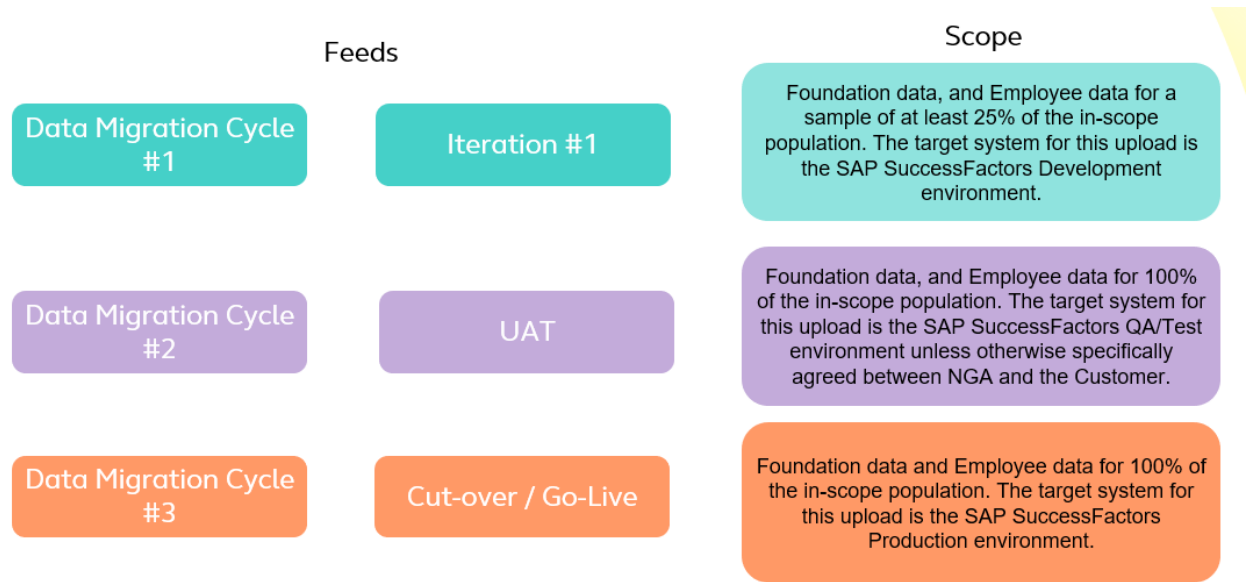 Feeds
Scope
Data Migration Cycle
#1
Iteration #1
Foundation data, and Employee data for a
sample of at least 25% of the in-scope
population. The target system for this upload is
the SAP SuccessFactors Development
environment.
Data Migration Cycle
#2
UAT
Foundation data, and Employee data for 100%
of the in-scope population. The target system for
this upload is the SAP SuccessFactors QA/Test
environment unless otherwise specifically
agreed between NGA and the Customer.
Data Migration Cycle
#3
Cut-over / Go-Live
Foundation data and Employee data for 100% of
the in-scope population. The target system for
this upload is the SAP SuccessFactors
Production environment.